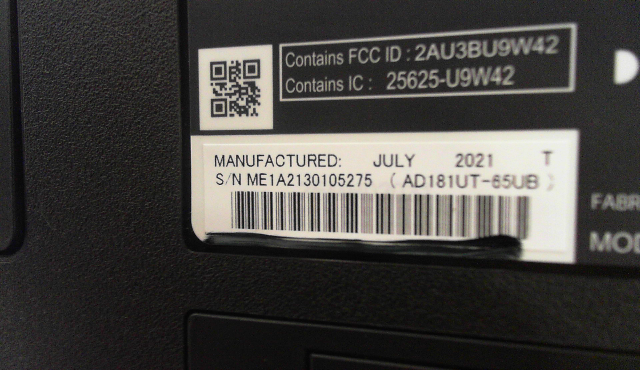 Contains FCC ID : 2AU3BU9W42
Contains IC : 25625-U9W42
MANUFACTURED: JULY 2021 T
S/N ME1A2130105275 ( AD181UT-65UB )